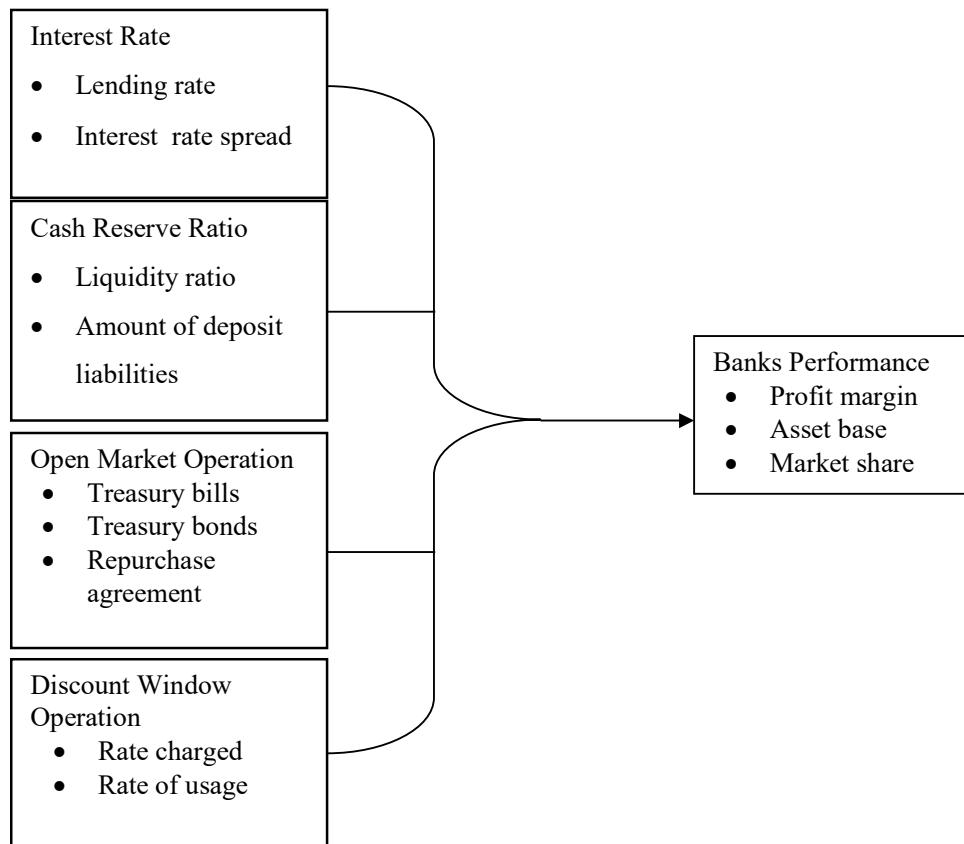 Interest Rate
• Lending rate
• Interest rate spread
Cash Reserve Ratio
• Liquidity ratio
• Amount of deposit
liabilities
Open Market Operation
• Treasury bills
• Treasury bonds
• Repurchase
agreement
Discount Window
Operation
• Rate charged
• Rate of usage
Banks Performance
• Profit margin
• Asset base
• Market share